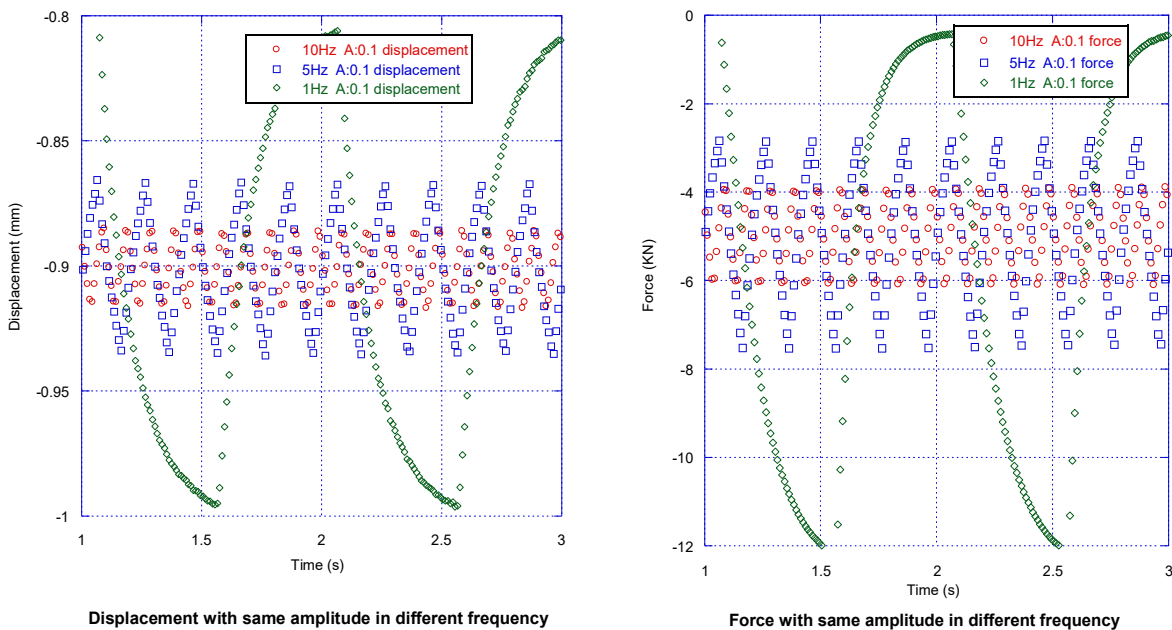 -0.8
-0.85
-0.9
-0.95
-1
Displacement (mm)
10Hz A:0.1 displacement
5Hz A:0.1 displacement
1Hz A:0.1 displacement
1 1.5 2 2.5 3
Time (s)
Displacement with same amplitude in different frequency
0
-2
-4
-6
-8
-10
-12
Force (KN)
10Hz A:0.1 force
5Hz A:0.1 force
1Hz A:0.1 force
1 1.5 2 2.5 3
Time (s)
Force with same amplitude in different frequency